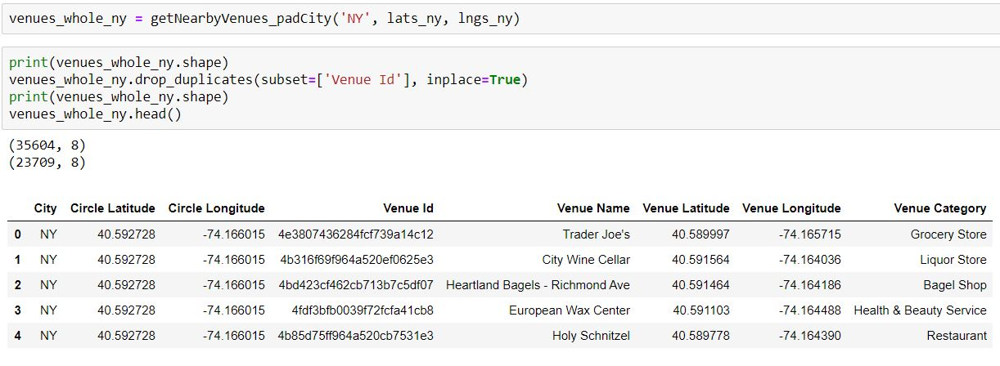 venues_whole_ny = getNearbyVenues_padCity('NY', lats_ny, lngs_ny)
print(venues_whole_ny.shape)
venues_whole_ny.drop_duplicates(subset=['Venue Id'], inplace=True)
print(venues_whole_ny.shape)
venues_whole_ny.head()
(35604, 8)
(23709, 8)
City Circle Latitude Circle Longitude Venue Id Venue Name Venue Latitude Venue Longitude Venue Category
0 NY 40.592728 -74.166015 4e3807436284fcf739a14c12 Trader Joe's 40.589997 -74.165715 Grocery Store
1 NY 40.592728 -74.166015 4b316f69f964a520ef0625e3 City Wine Cellar 40.591564 -74.164036 Liquor Store
2 NY 40.592728 -74.166015 4bd423cf462cb713b7c5df07 Heartland Bagels - Richmond Ave 40.591464 -74.164186 Bagel Shop
3 NY 40.592728 -74.166015 4fdf3bfb0039f72fcfa41cb8 European Wax Center 40.591103 -74.164488 Health & Beauty Service
4 NY 40.592728 -74.166015 4b85d75ff964a520cb7531e3 Holy Schnitzel 40.589778 -74.164390 Restaurant